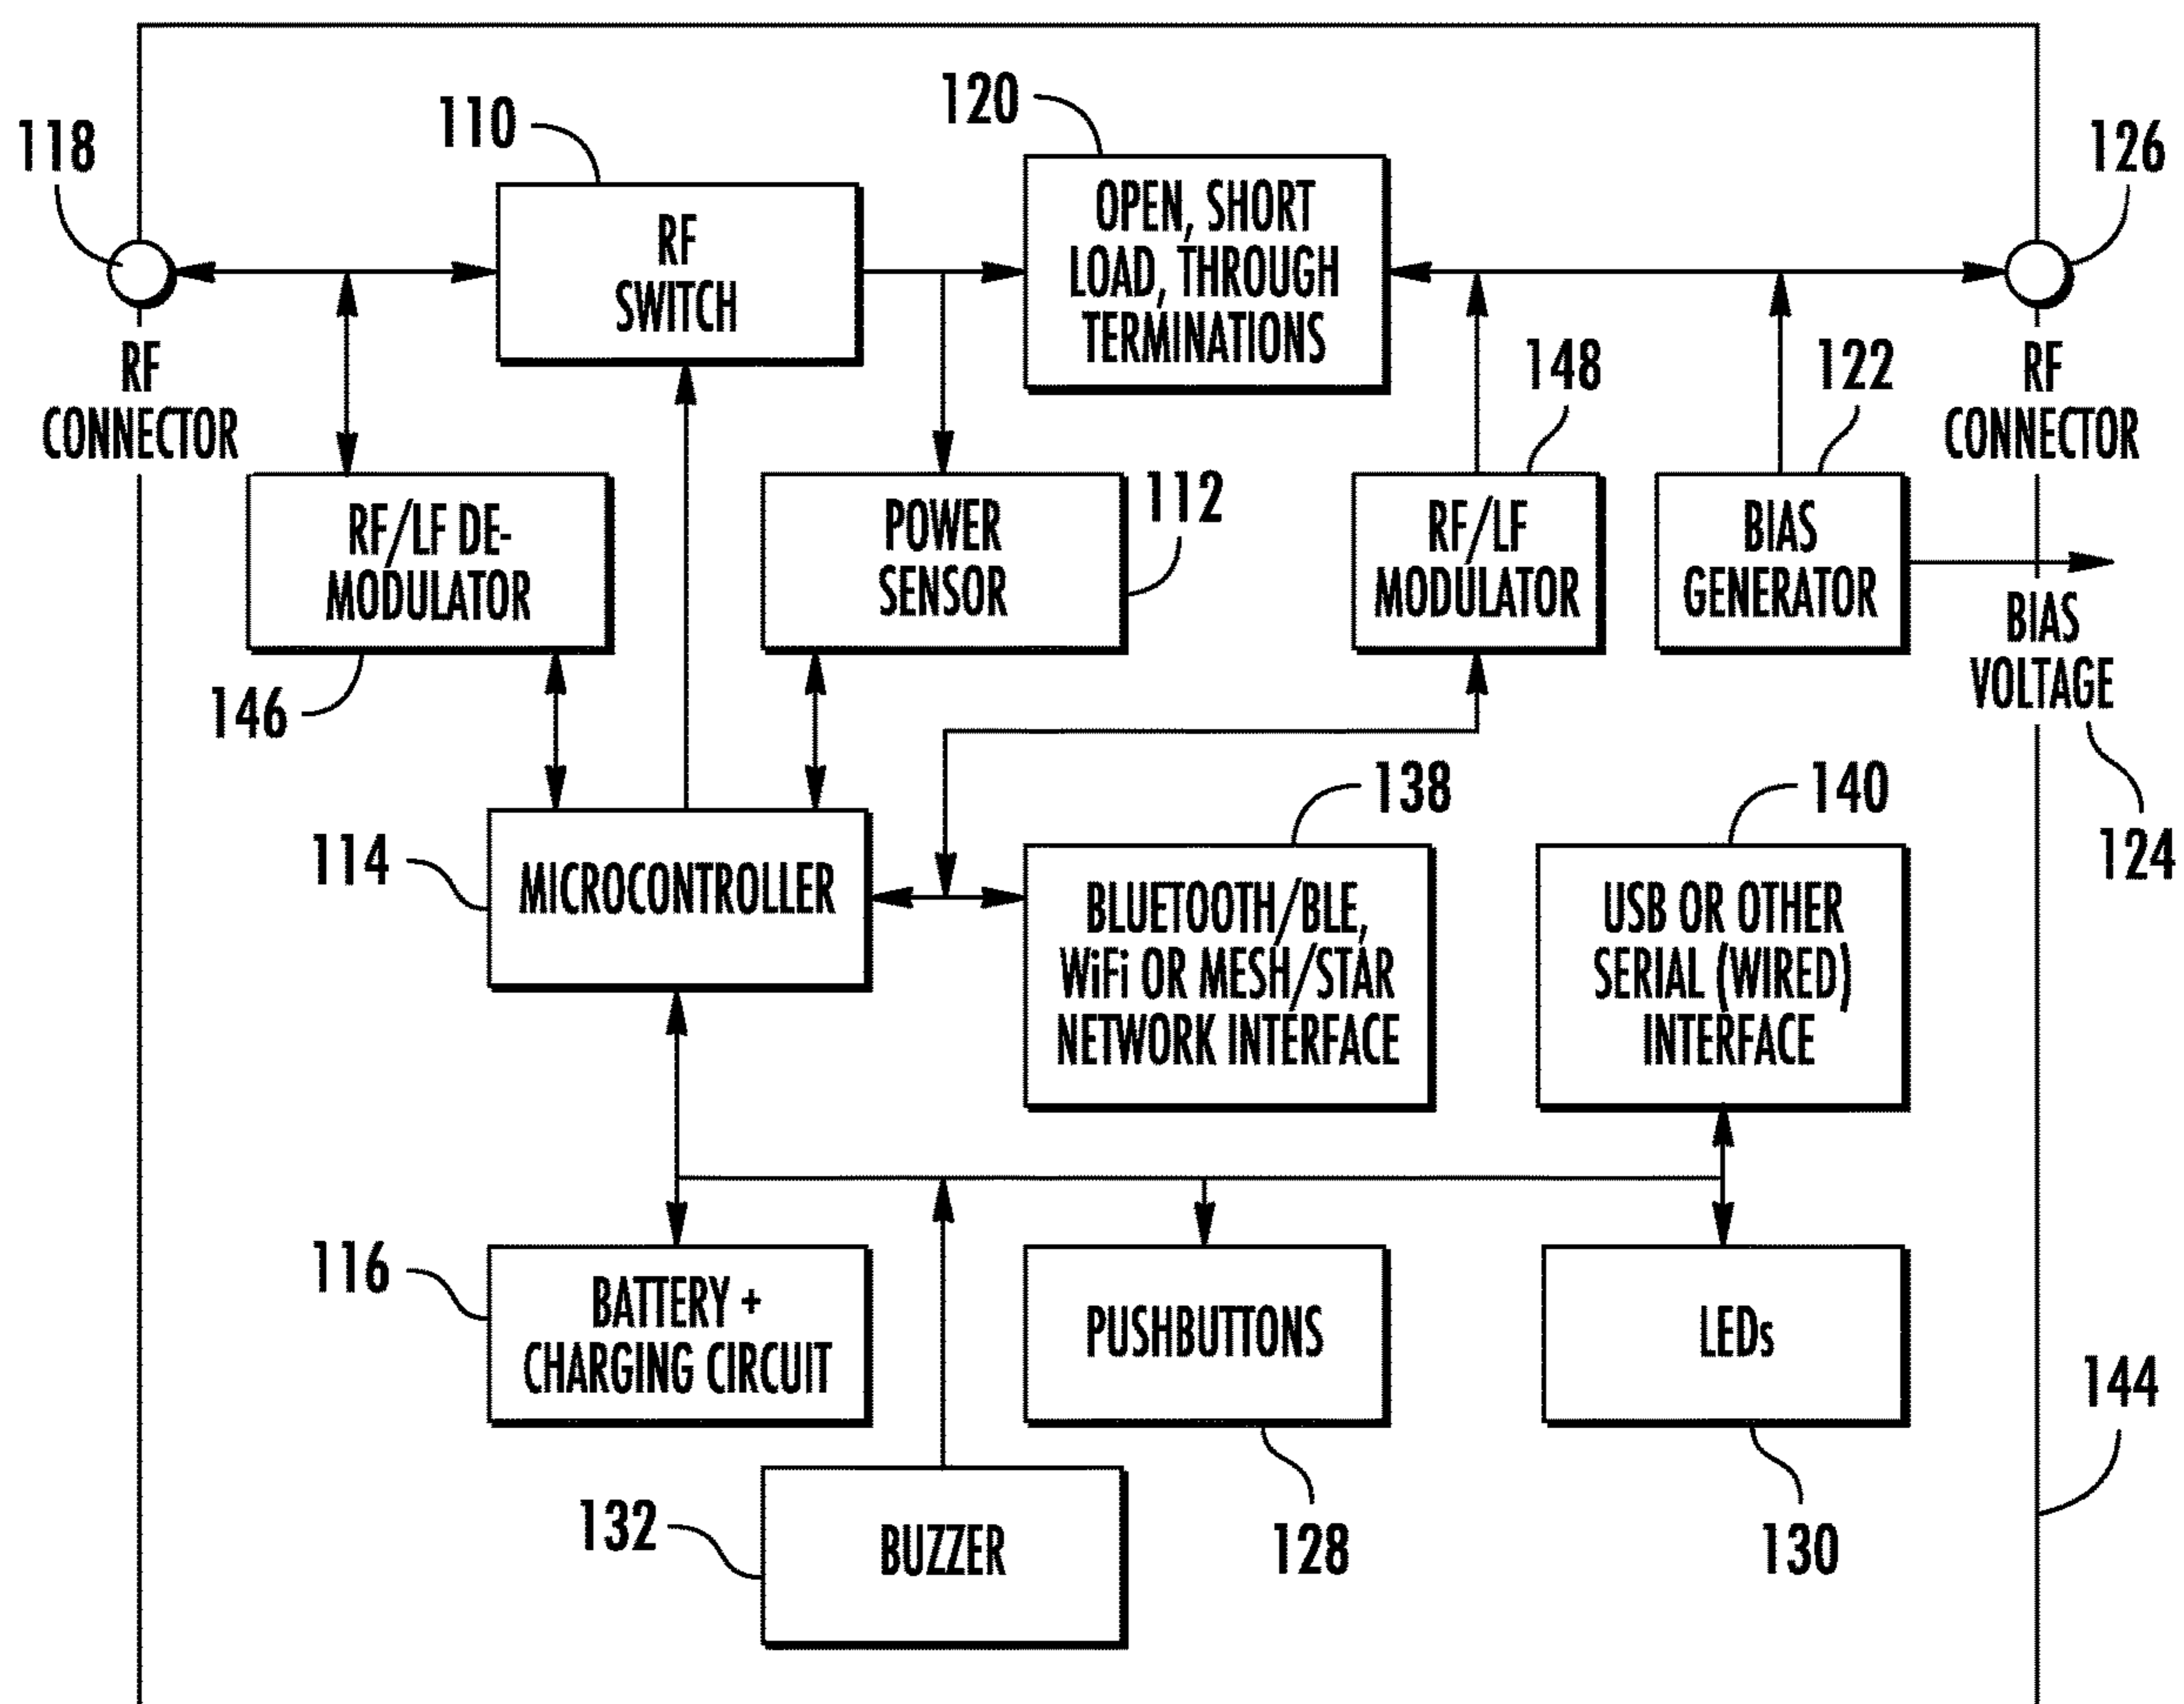 120
110
118
126
OPEN, SHORT
LOAD, THROUGH
TERMINATIONS
RF
SWITCH
RF
CONNECTOR
148
122
RF
CONNECTOR
RF/LF DE-
MODULATOR
POWER
SENSOR
112
RF/LF
MODULATOR
BIAS
GENERATOR
BIAS
VOLTAGE
146
138
140
124
114
MICROCONTROLLER
BLUETOOTH/BLE,
WiFi OR MESH/STAR
NETWORK INTERFACE
USB OR OTHER
SERIAL (WIRED)
INTERFACE
116
BATTERY +
CHARGING CIRCUIT
PUSHBUTTONS
LEDs
144
132
BUZZER
128
130